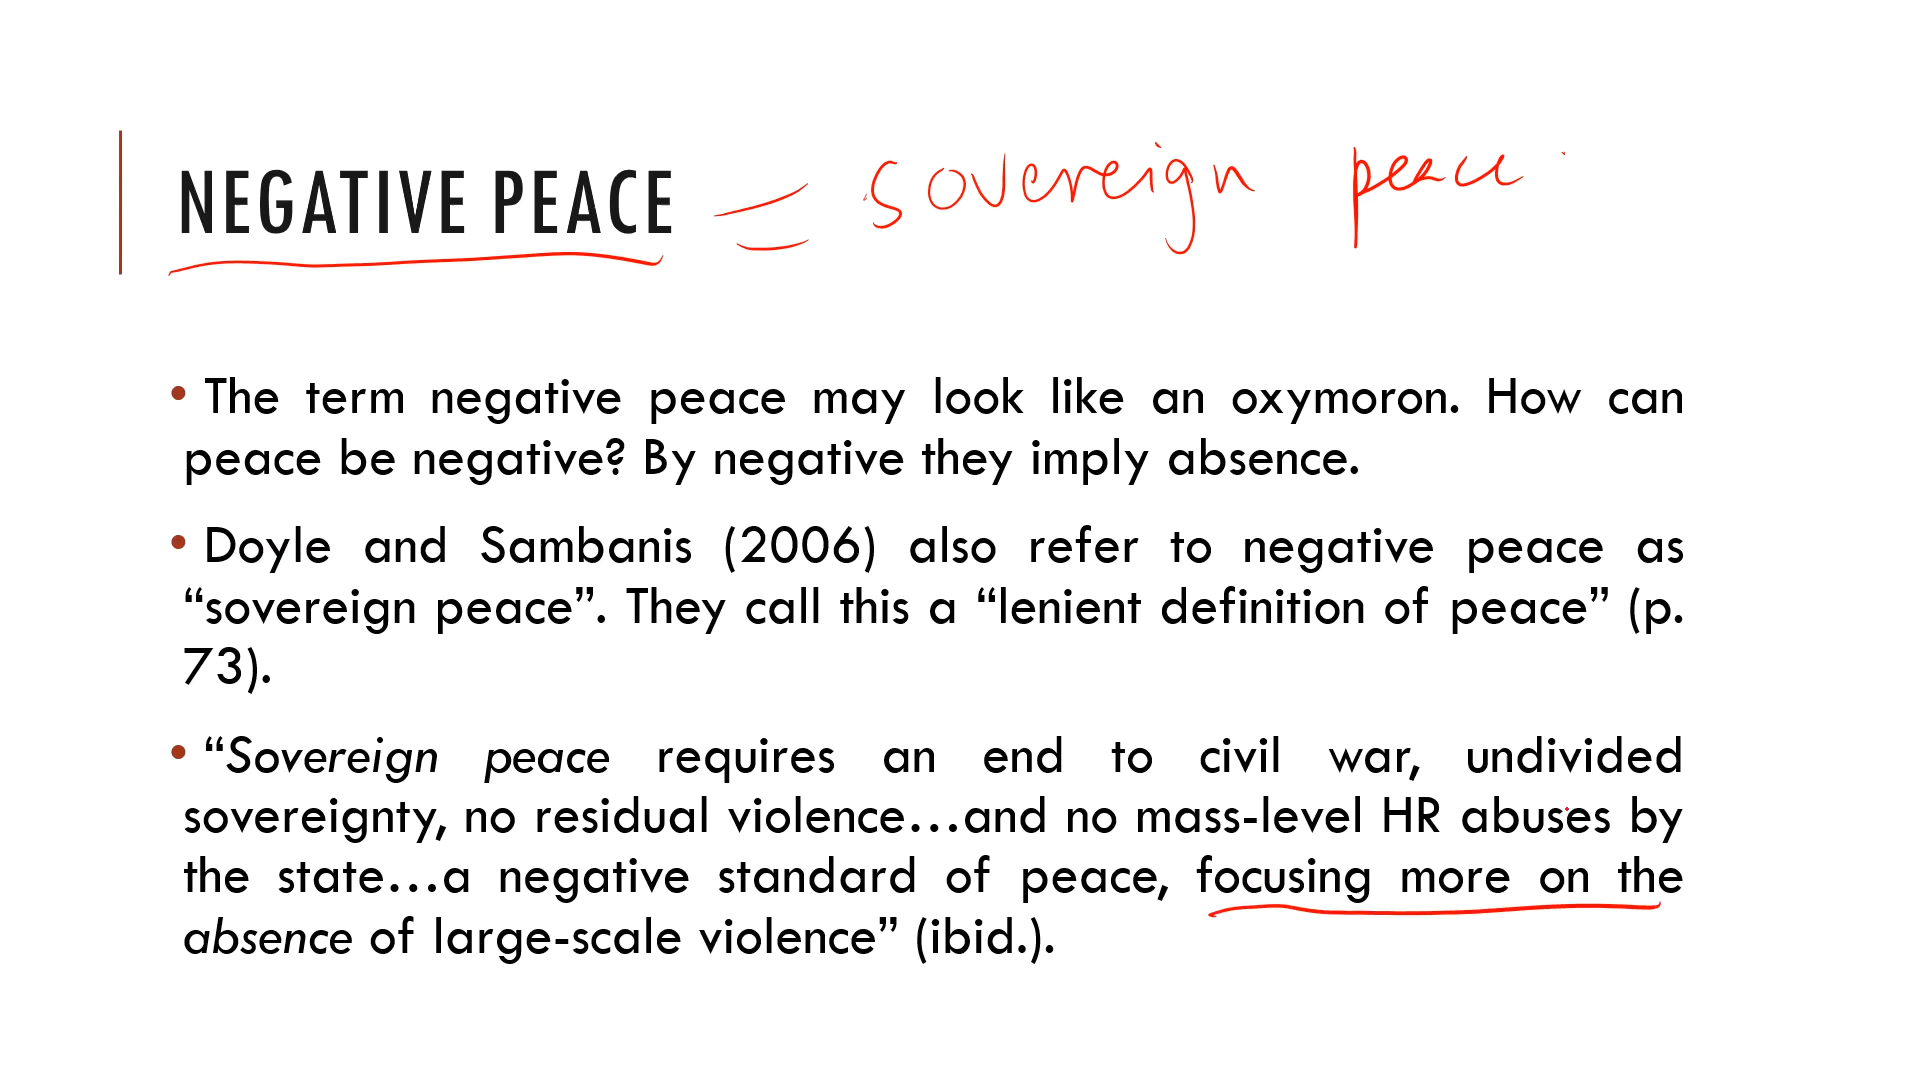 NEGATIVE PEACE = sovereign peace
• The term negative peace may look like an oxymoron. How can
peace be negative? By negative they imply absence.
• Doyle and Sambanis (2006) also refer to negative peace as
“sovereign peace”. They call this a “lenient definition of peace” (p.
73).
• “Sovereign peace requires an end to civil war, undivided
sovereignty, no residual violence…and no mass-level HR abuses by
the state…a negative standard of peace, focusing more on the
absence of large-scale violence” (ibid.).